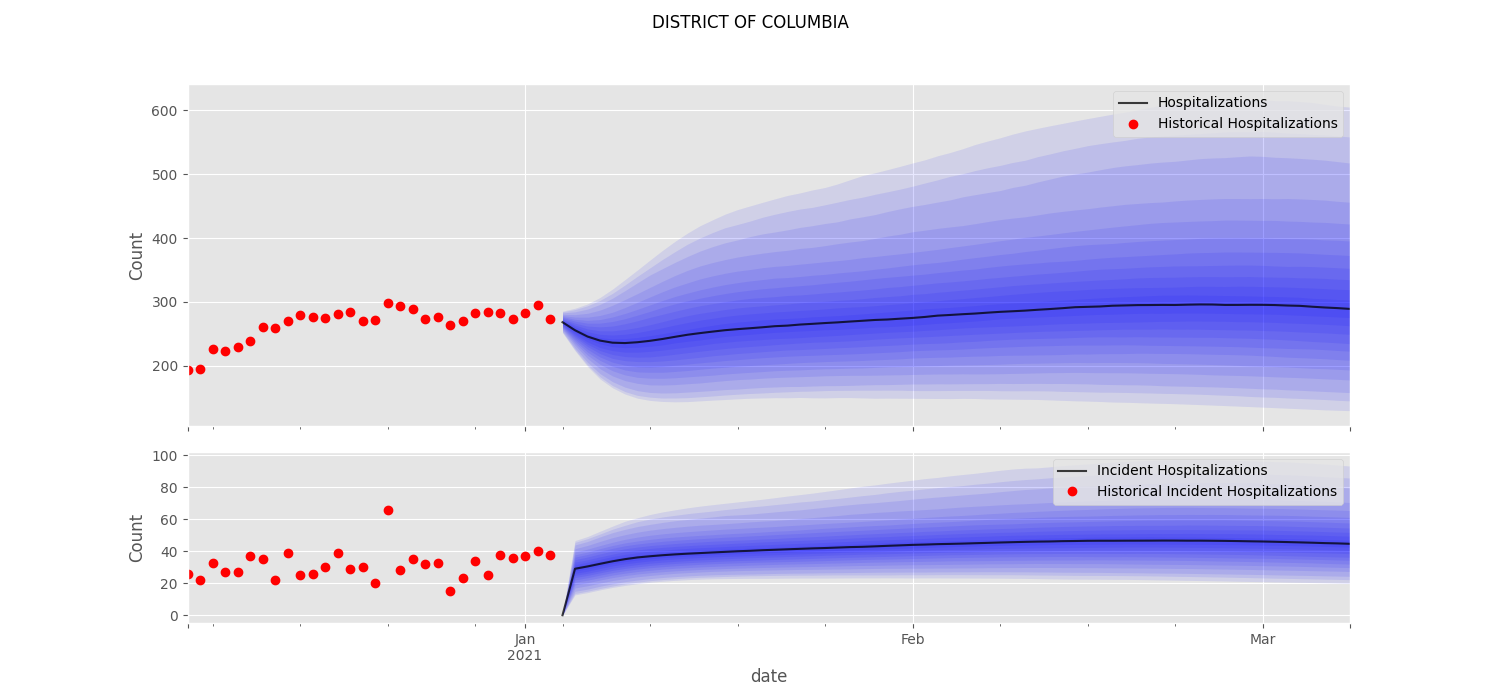 DISTRICT OF COLUMBIA
Hospitalizations
Historical Hospitalizations
600
500
400
300
200
Count
Incident Hospitalizations
Historical Incident Hospitalizations
100
80
60
40
20
0
Count
Jan
2021
Feb
Mar
date